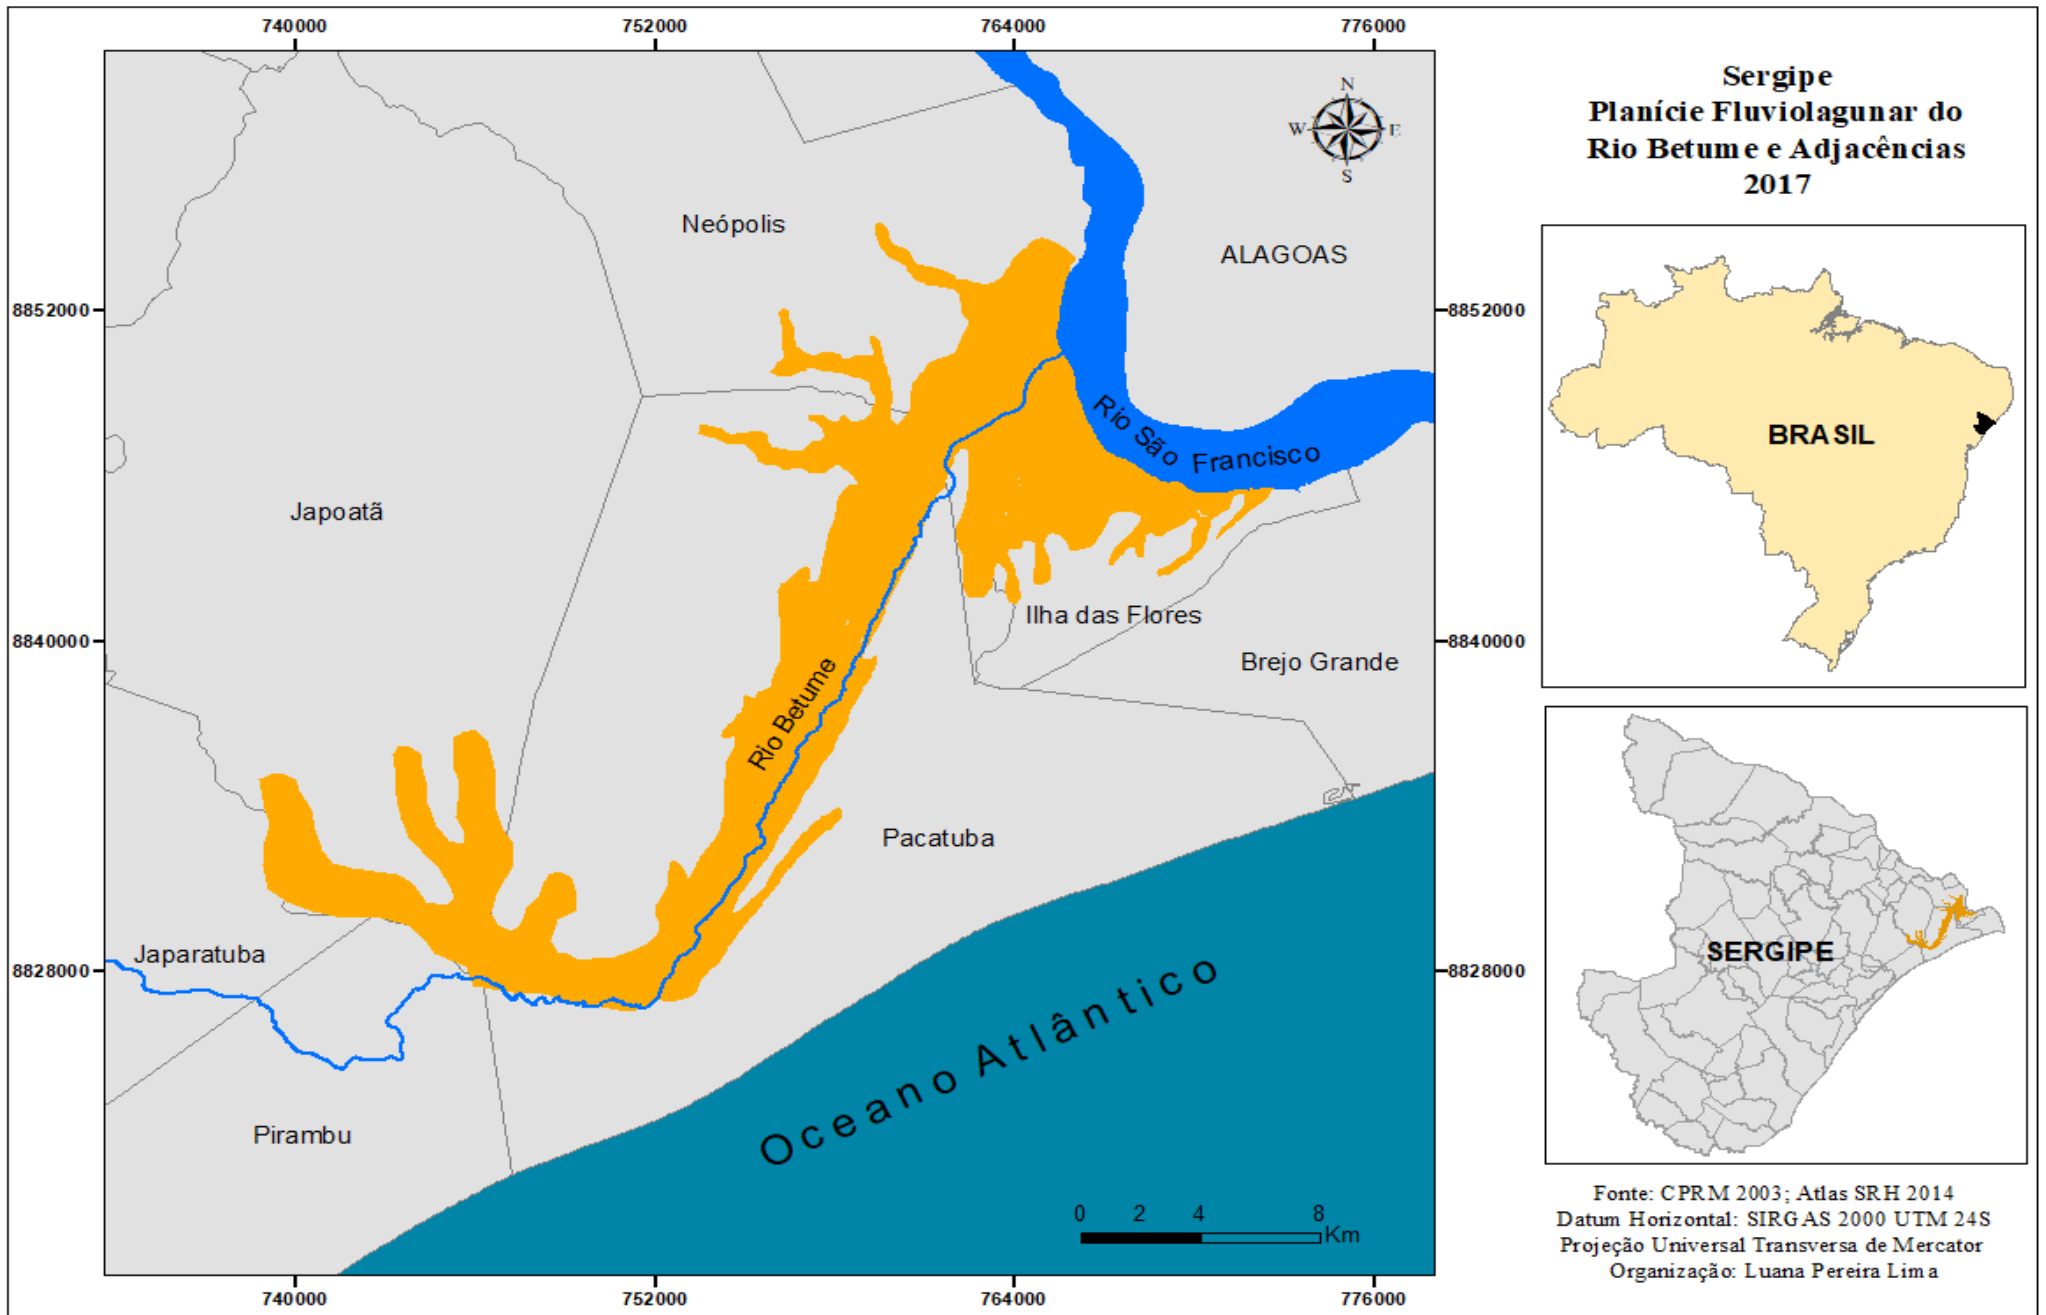 740000
752000
764000
776000
Sergipe
Planície Fluviolagunar do
Rio Betume e Adjacências
2017
N
W
E
S
Neópolis
ALAGOAS
8852000
8852000
Rio São Francisco
BRASIL
Japoatã
Ilha das Flores
8840000
8840000
Brejo Grande
Rio Betume
Pacatuba
SERGIPE
Japaratuba
8828000
8828000
Oceano Atlântico
Pirambu
0 2 4 8
Km
Fonte: CPRM 2003; Atlas SRH 2014
Datum Horizontal: SIRGAS 2000 UTM 24S
Projeção Universal Transversa de Mercator
Organização: Luana Pereira Lima
740000
752000
764000
776000